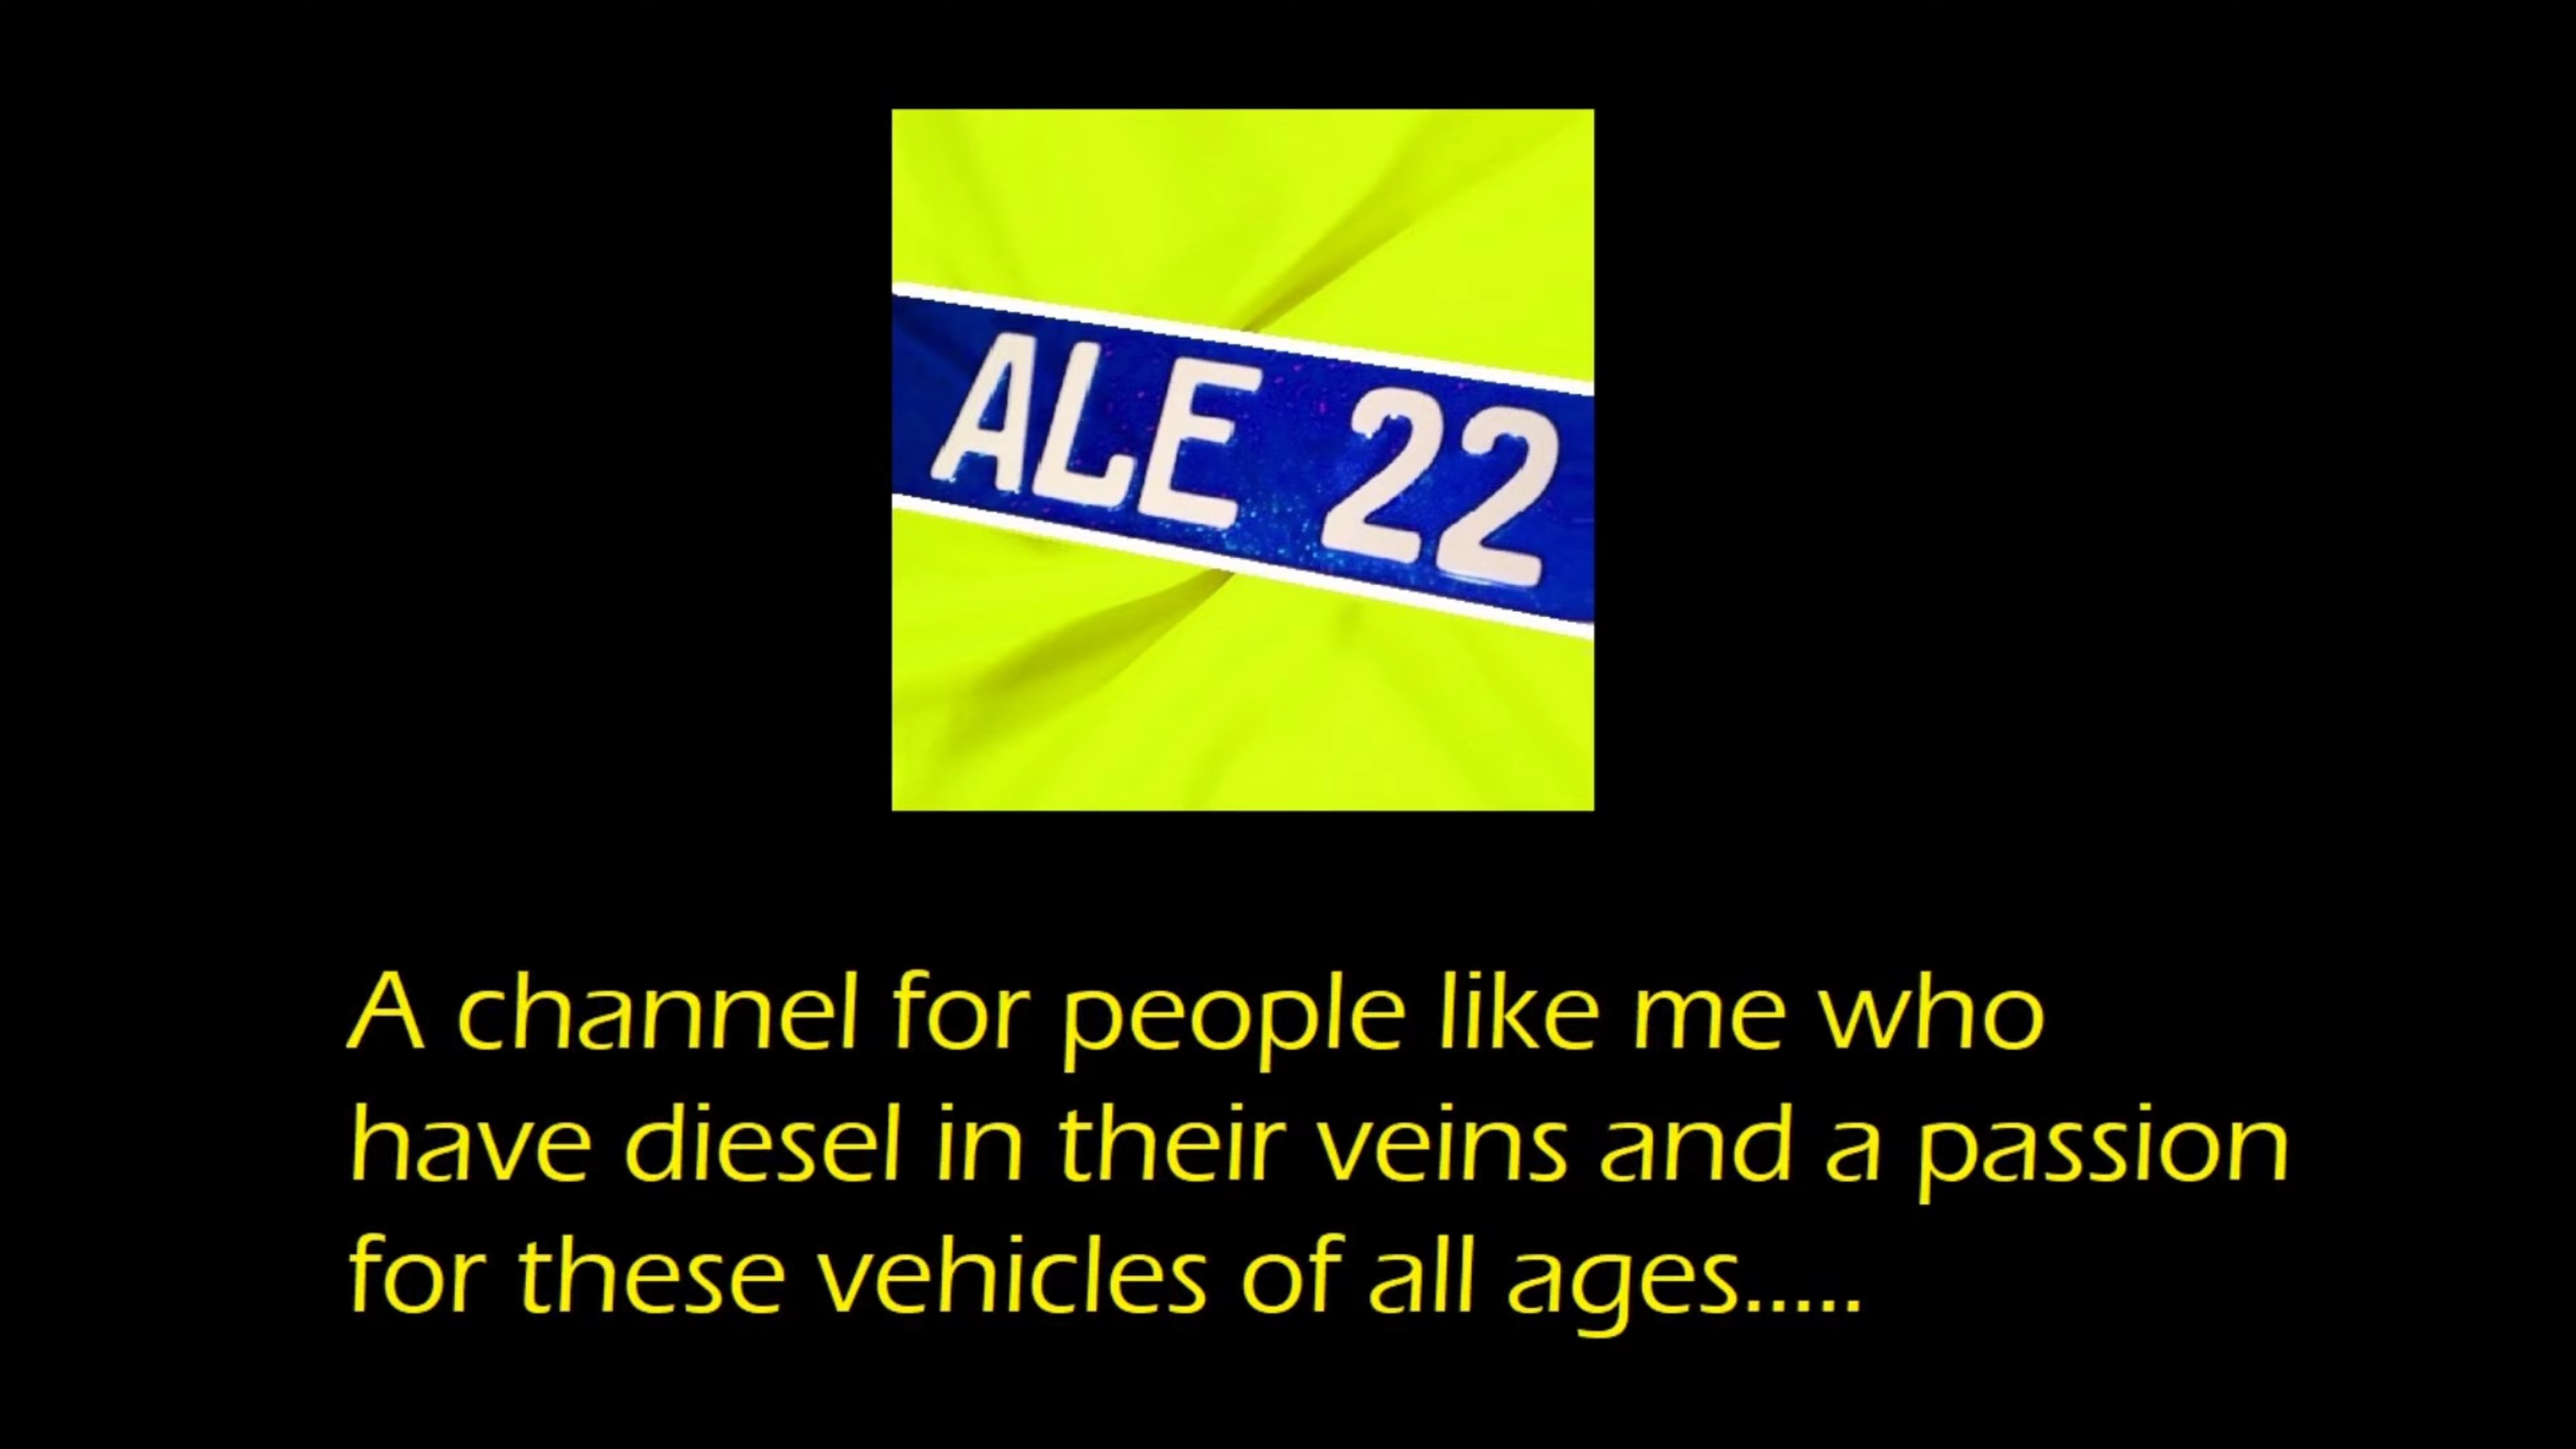 ALE 22
A channel for people like me who
have diesel in their veins and a passion
for these vehicles of all ages.....